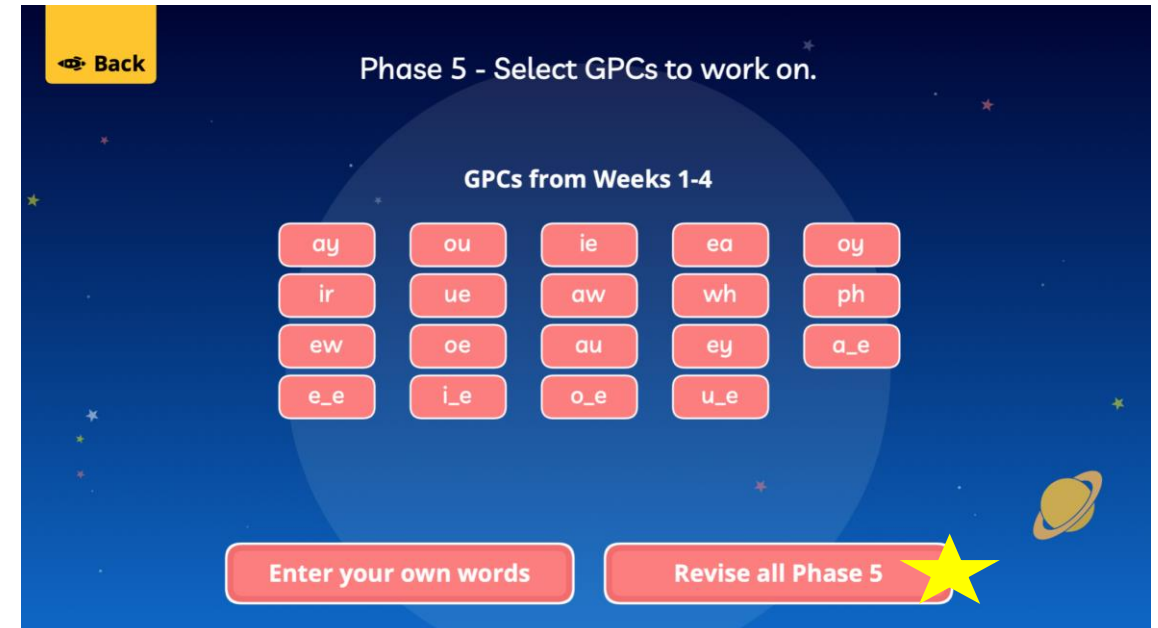 Back
Phase 5 - Select GPCs to work on.
GPCs from Weeks 1-4
ay ou ie ea oy
ir ue aw wh ph
ew oe au ey a_e
e_e i_e o_e u_e
Enter your own words Revise all Phase 5